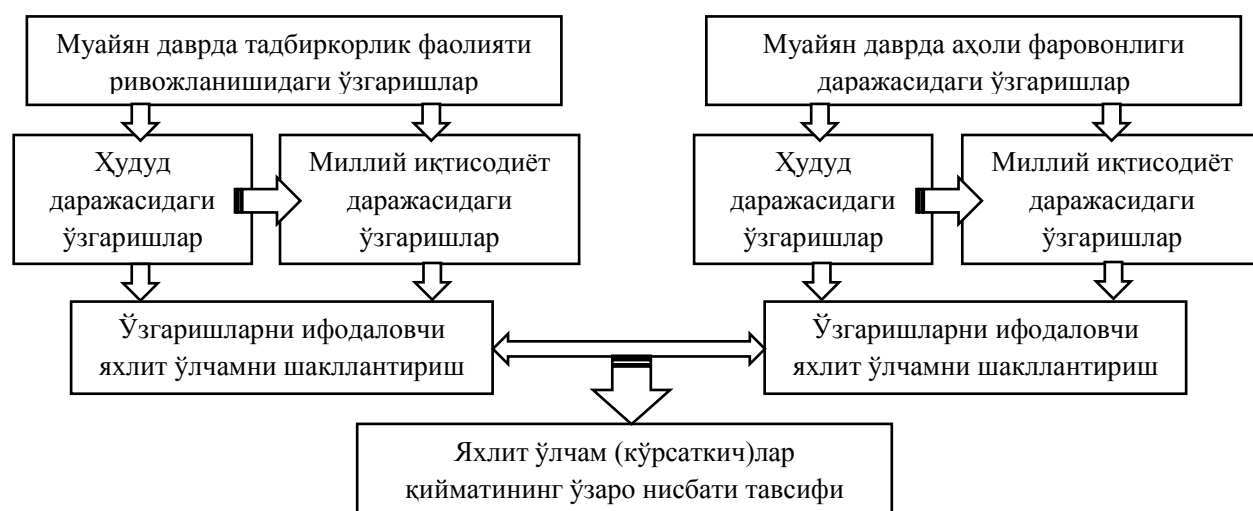 Муайян даврда тадбиркорлик фаолияти
ривожланишидаги ўзгаришлар
Муайян даврда аҳоли фаровонлиги
даражасидаги ўзгаришлар
Ҳудуд
даражасидаги
ўзгаришлар
Миллий иқтисодиёт
даражасидаги
ўзгаришлар
Ҳудуд
даражасидаги
ўзгаришлар
Миллий иқтисодиёт
даражасидаги
ўзгаришлар
Ўзгаришларни ифодаловчи
яхлит ўлчамни шакллантириш
Ўзгаришларни ифодаловчи
яхлит ўлчамни шакллантириш
Яхлит ўлчам (кўрсаткич)лар
қийматининг ўзаро нисбати тавсифи